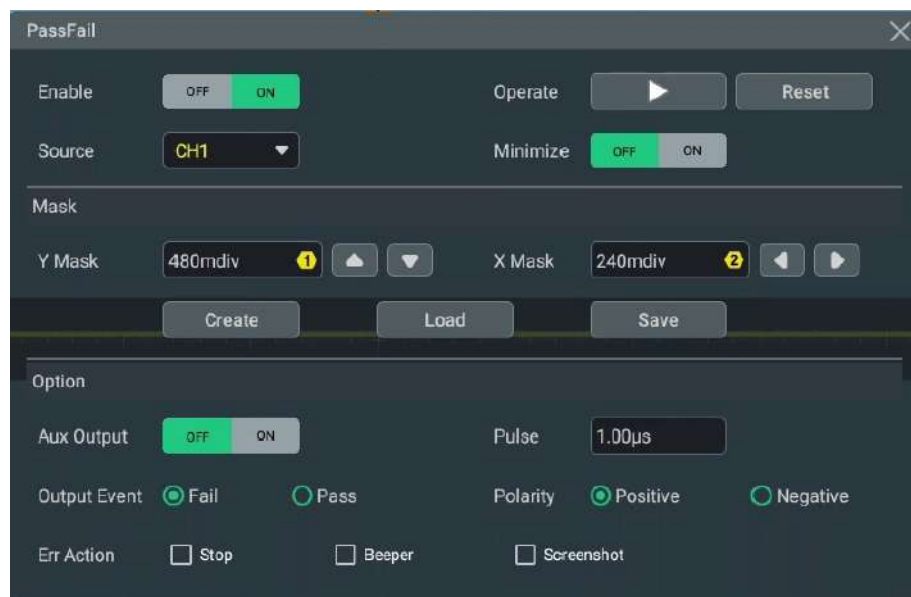 PassFail
Enable OFF ON Operate Reset
Source CH1 Minimize OFF ON
Mask
Y Mask 480mdiv 1 X Mask 240mdiv 2
Create Load Save
Option
Aux Output OFF ON Pulse 1.00µs
Output Event Fail Pass Polarity Positive Negative
Err Action Stop Beeper Screenshot